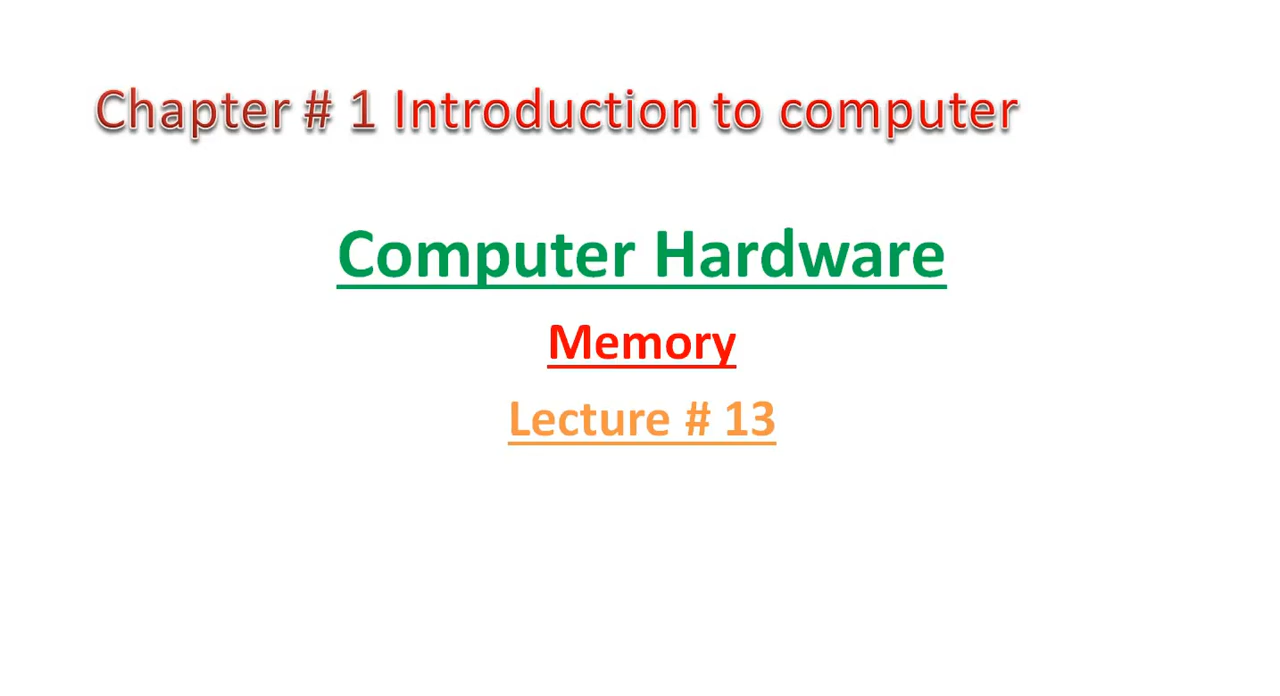 Chapter # 1 Introduction to computer
Computer Hardware
Memory
Lecture # 13